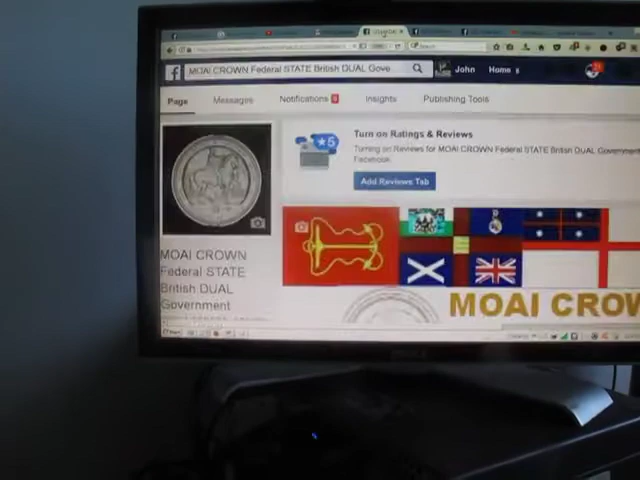 MOAI CROWN Federal STATE British DUAL Gove
John Home 8
Page Messages Notifications Insights Publishing Tools
Turn on Ratings & Reviews
Turning on Reviews for MOAI CROWN Federal STATE British DUAL Government
Facebook.
Add Reviews Tab
MOAI CROWN
Federal STATE
British DUAL
Government
MOAI CROW